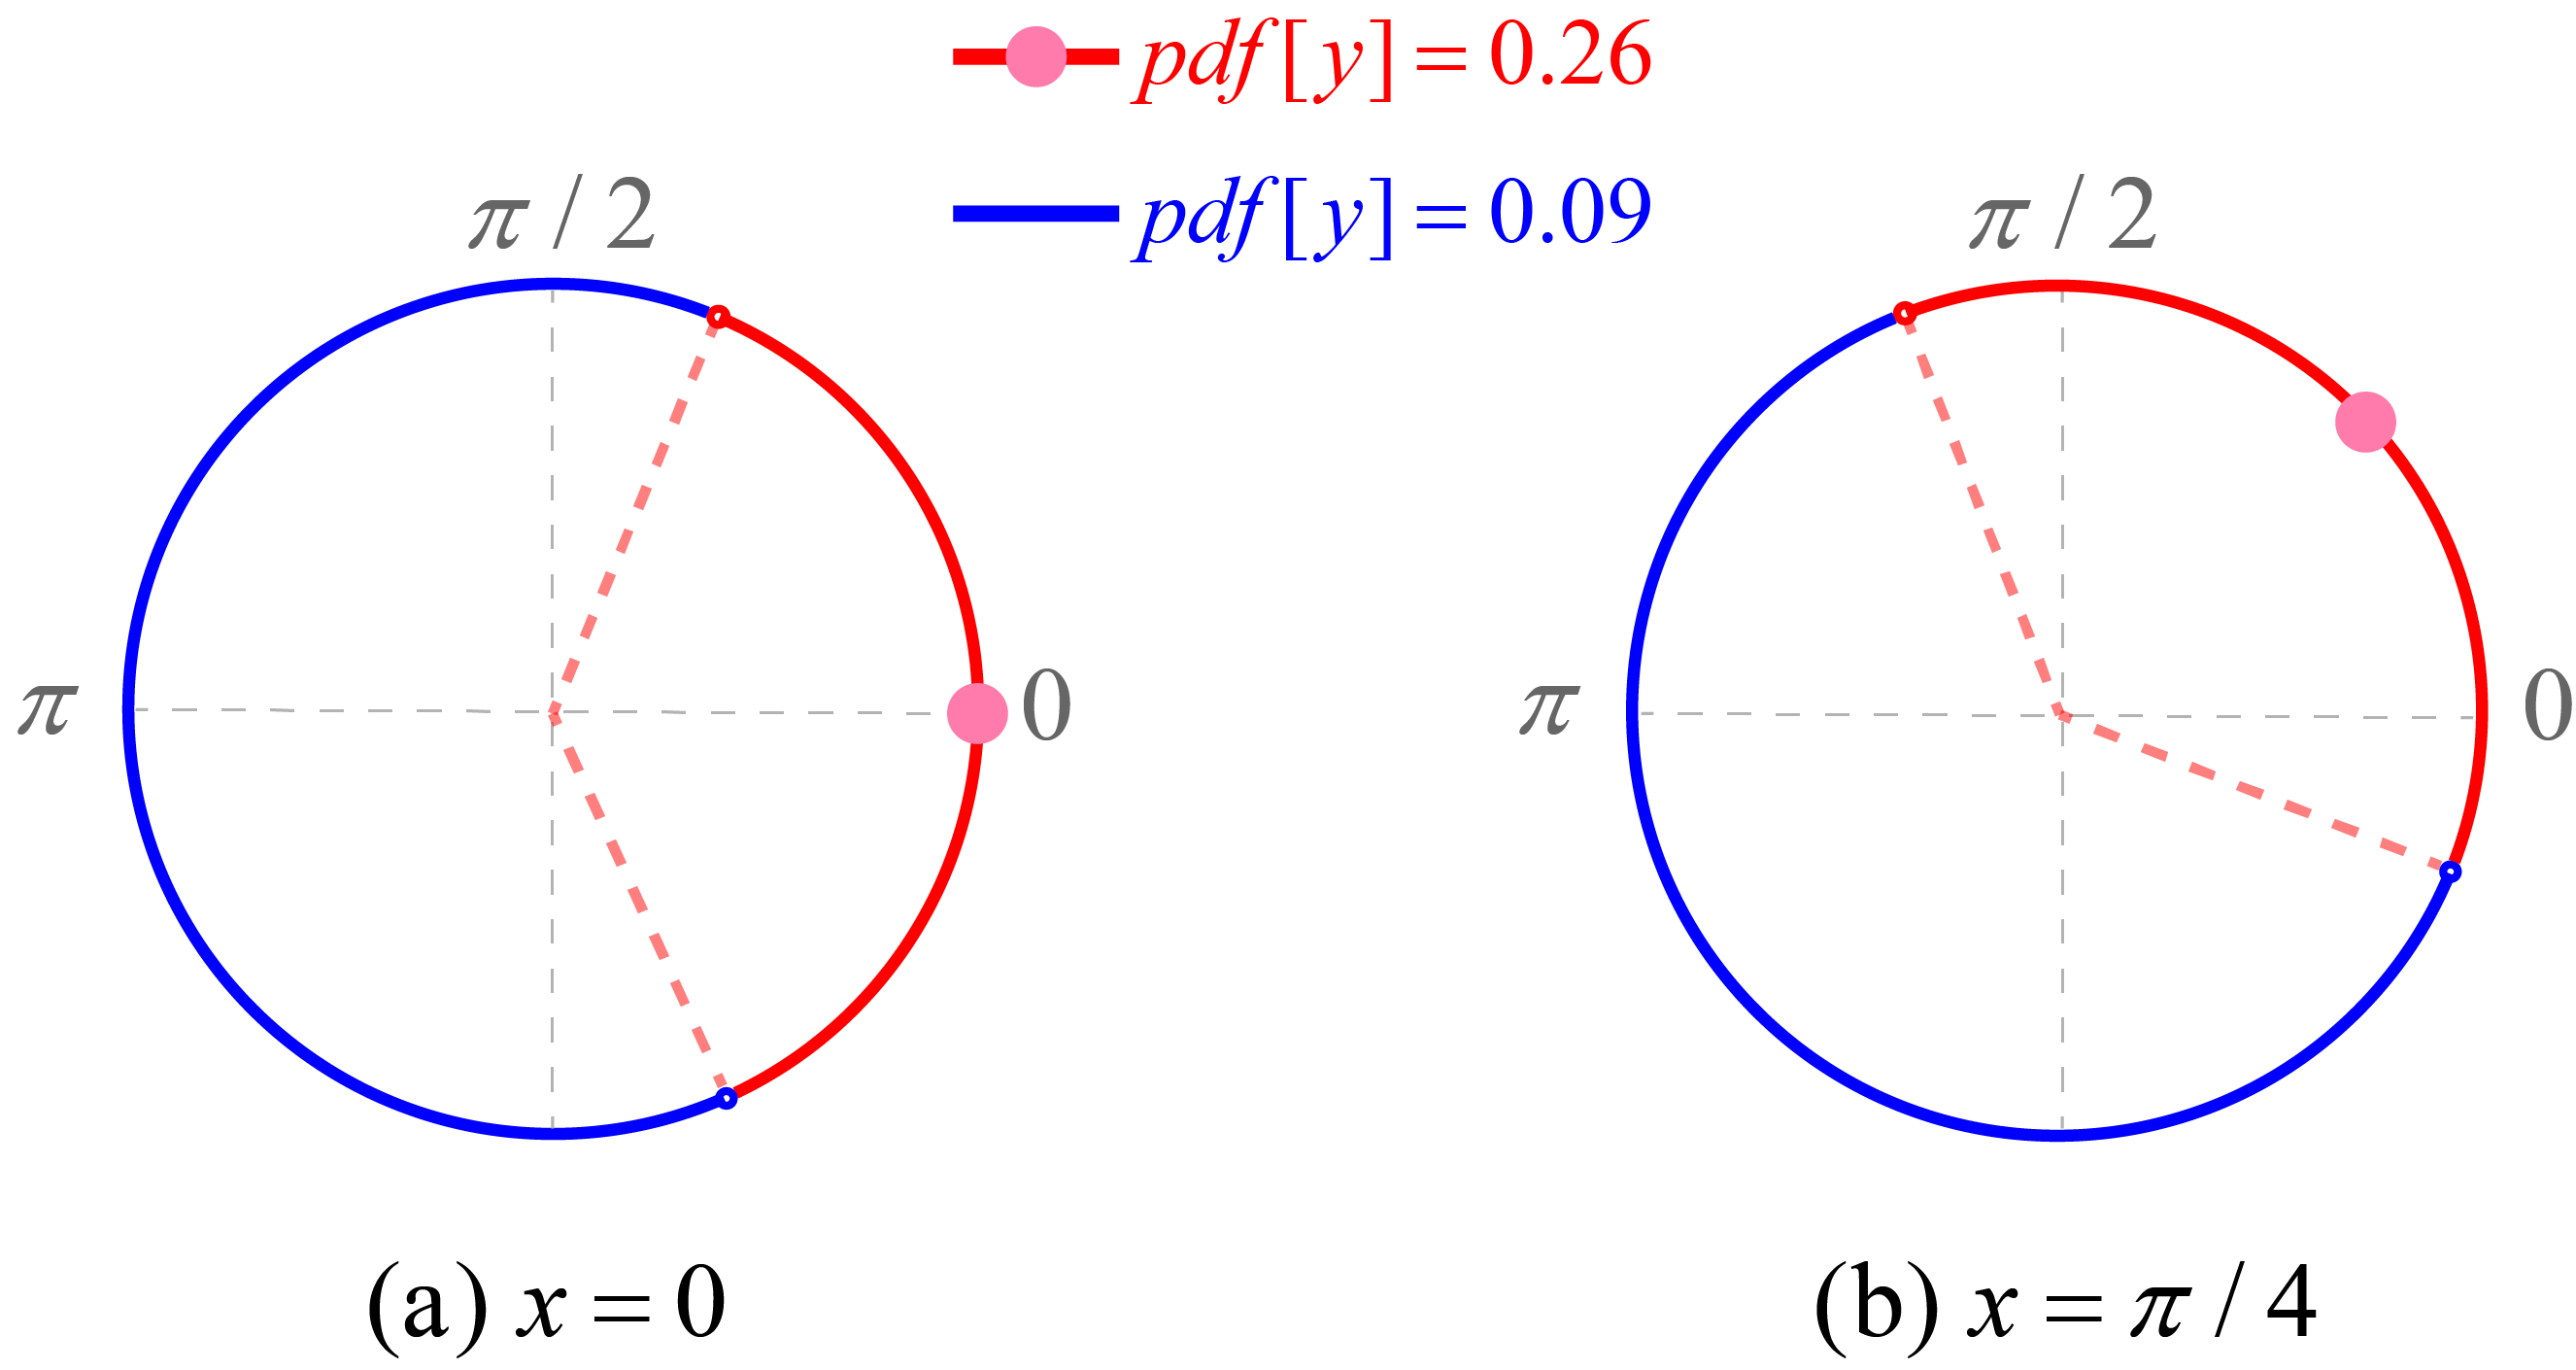 pdf[y] = 0.26
pdf[y] = 0.09
π / 2
π / 2
π
0
π
0
(a) x = 0
(b) x = π / 4